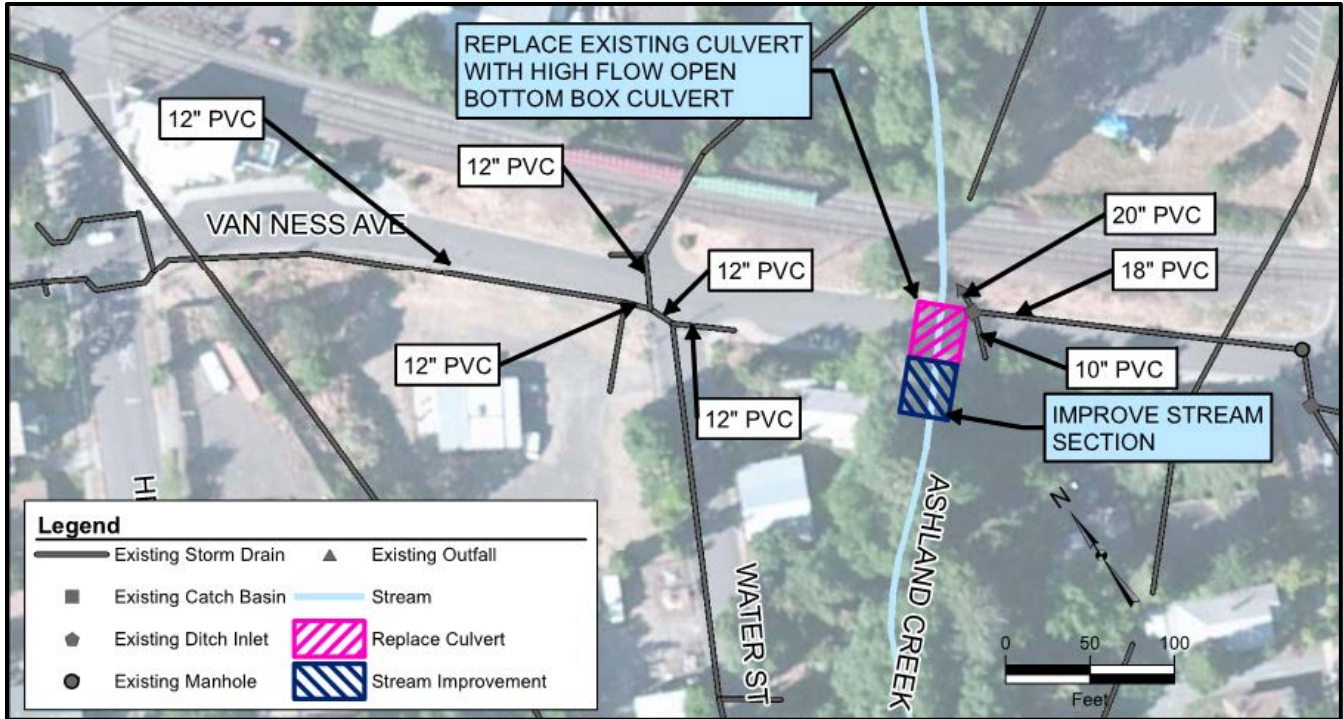 REPLACE EXISTING CULVERT
WITH HIGH FLOW OPEN
BOTTOM BOX CULVERT
12" PVC
12" PVC
VAN NESS AVE
20" PVC
18" PVC
12" PVC
12" PVC
10" PVC
12" PVC
IMPROVE STREAM
SECTION
ASHLAND CREEK
WATER ST
N
Legend
Existing Storm Drain
Existing Outfall
Existing Catch Basin
Stream
Existing Ditch Inlet
Replace Culvert
Existing Manhole
Stream Improvement
0 50 100
Feet